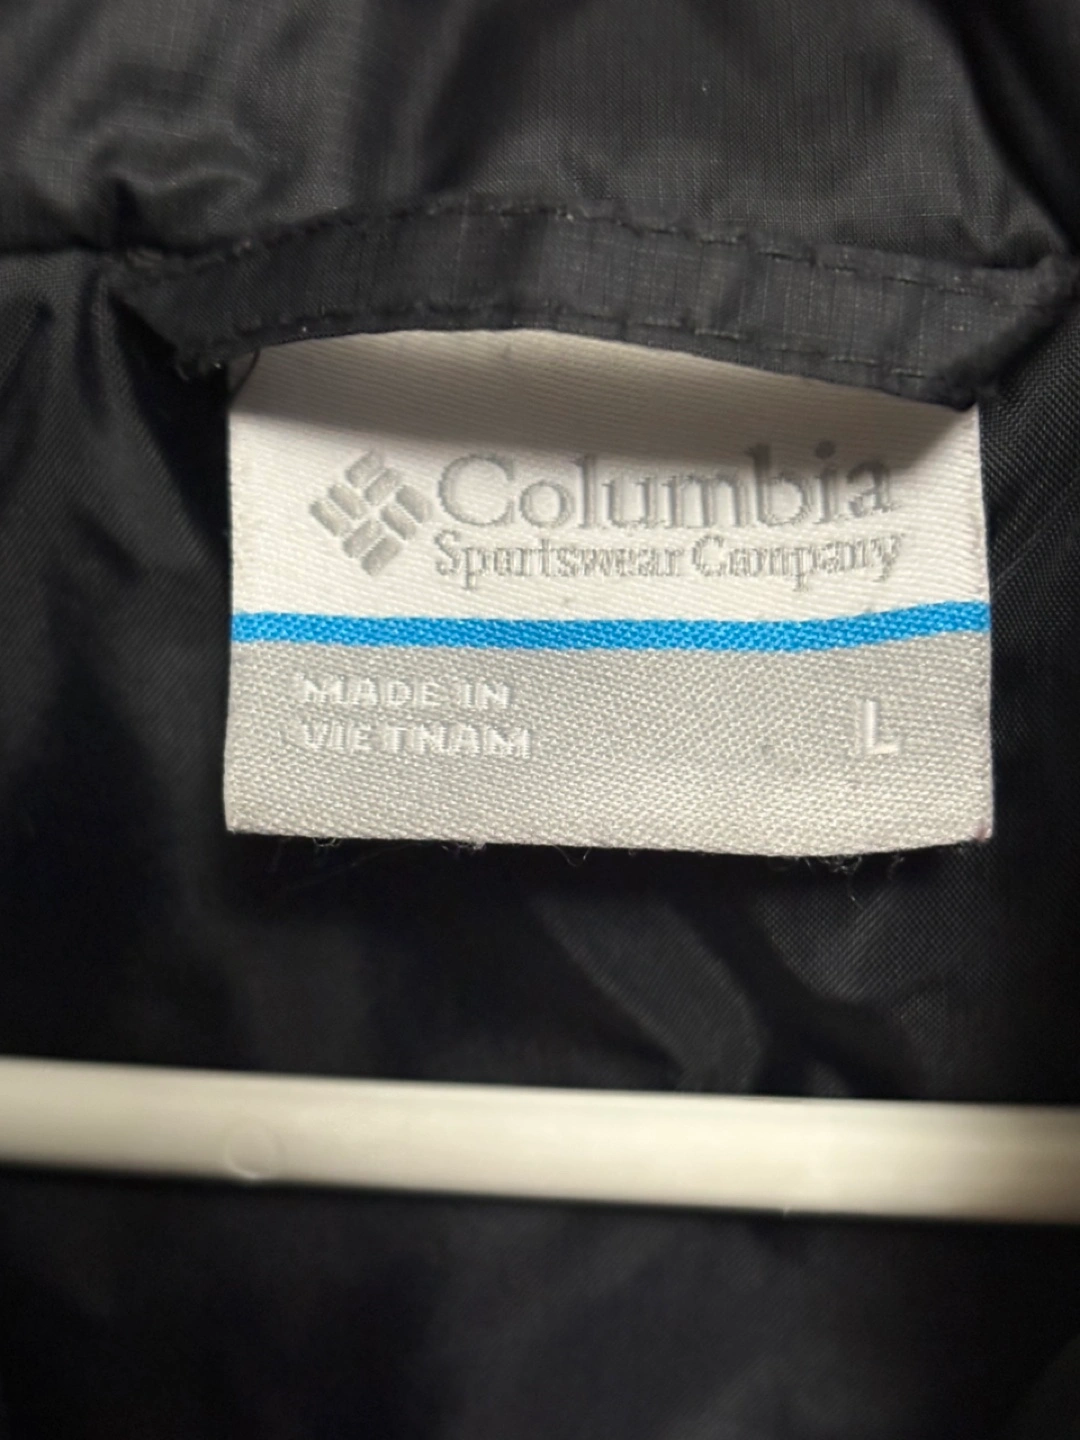 Columbia
Sportswear Company
MADE IN
VIETNAM
L